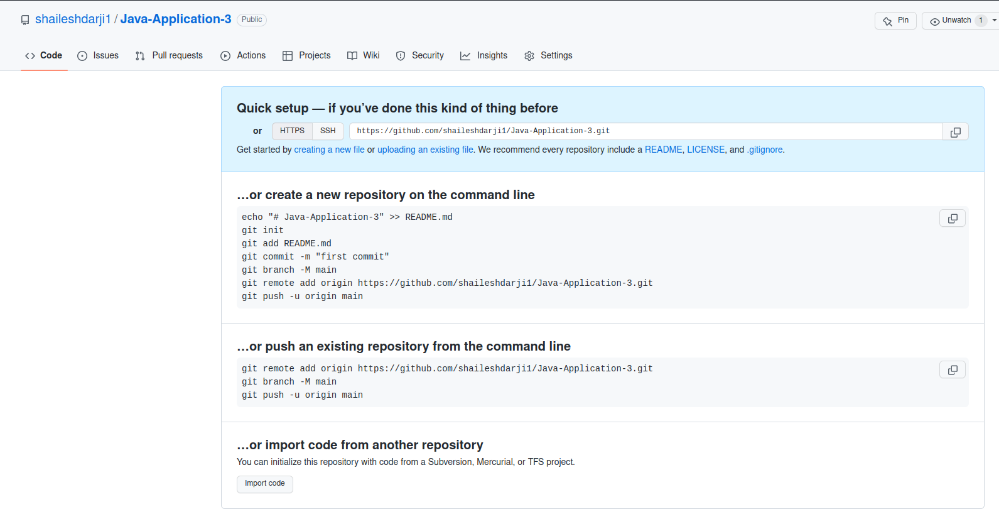 shaileshdarji1 / Java-Application-3 Public
Pin Unwatch 1
Code Issues Pull requests Actions Projects Wiki Security Insights Settings
Quick setup — if you’ve done this kind of thing before
or HTTPS SSH https://github.com/shaileshdarji1/Java-Application-3.git
Get started by creating a new file or uploading an existing file. We recommend every repository include a README, LICENSE, and .gitignore.
…or create a new repository on the command line
echo "# Java-Application-3" >> README.md
git init
git add README.md
git commit -m "first commit"
git branch -M main
git remote add origin https://github.com/shaileshdarji1/Java-Application-3.git
git push -u origin main
…or push an existing repository from the command line
git remote add origin https://github.com/shaileshdarji1/Java-Application-3.git
git branch -M main
git push -u origin main
…or import code from another repository
You can initialize this repository with code from a Subversion, Mercurial, or TFS project.
Import code